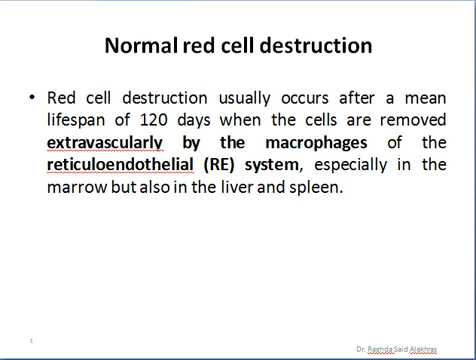 Normal red cell destruction
• Red cell destruction usually occurs after a mean
lifespan of 120 days when the cells are removed
extravascularly by the macrophages of the
reticuloendothelial (RE) system, especially in the
marrow but also in the liver and spleen.
1
Dr. Raghda Said Alakhras